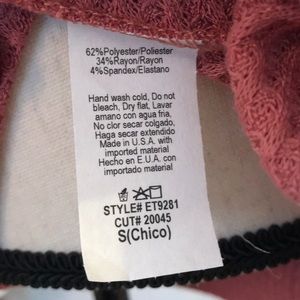 62%Polyester/Poliester
34%Rayon/Rayon
4%Spandex/Elastano
Hand wash cold, Do not
bleach, Dry flat, Lavar
amano con agua fria,
No clor secar colgado,
Haga secar extendido
Made in U.S.A. with
imported material
Hecho en E.U.A. con
importado material
STYLE# ET9281
CUT# 20045
S(Chico)